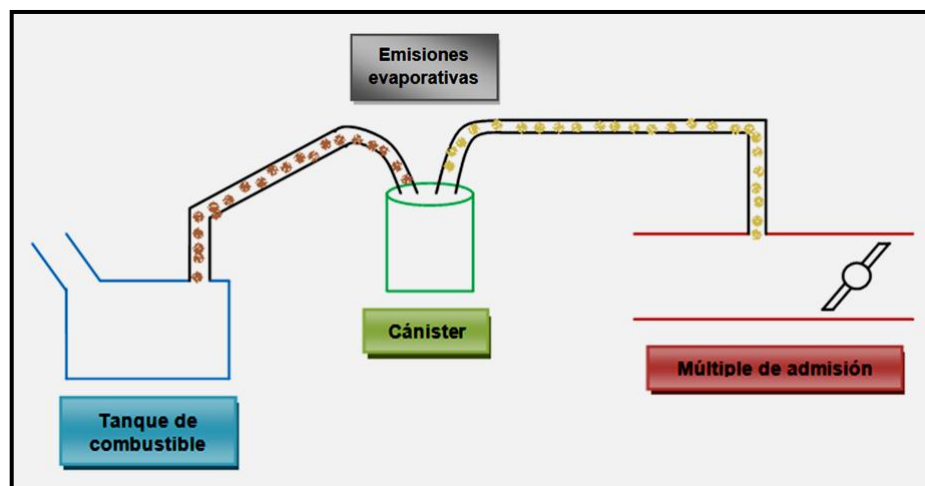 Emisiones
evaporativas
Cánister
Múltiple de admisión
Tanque de
combustible